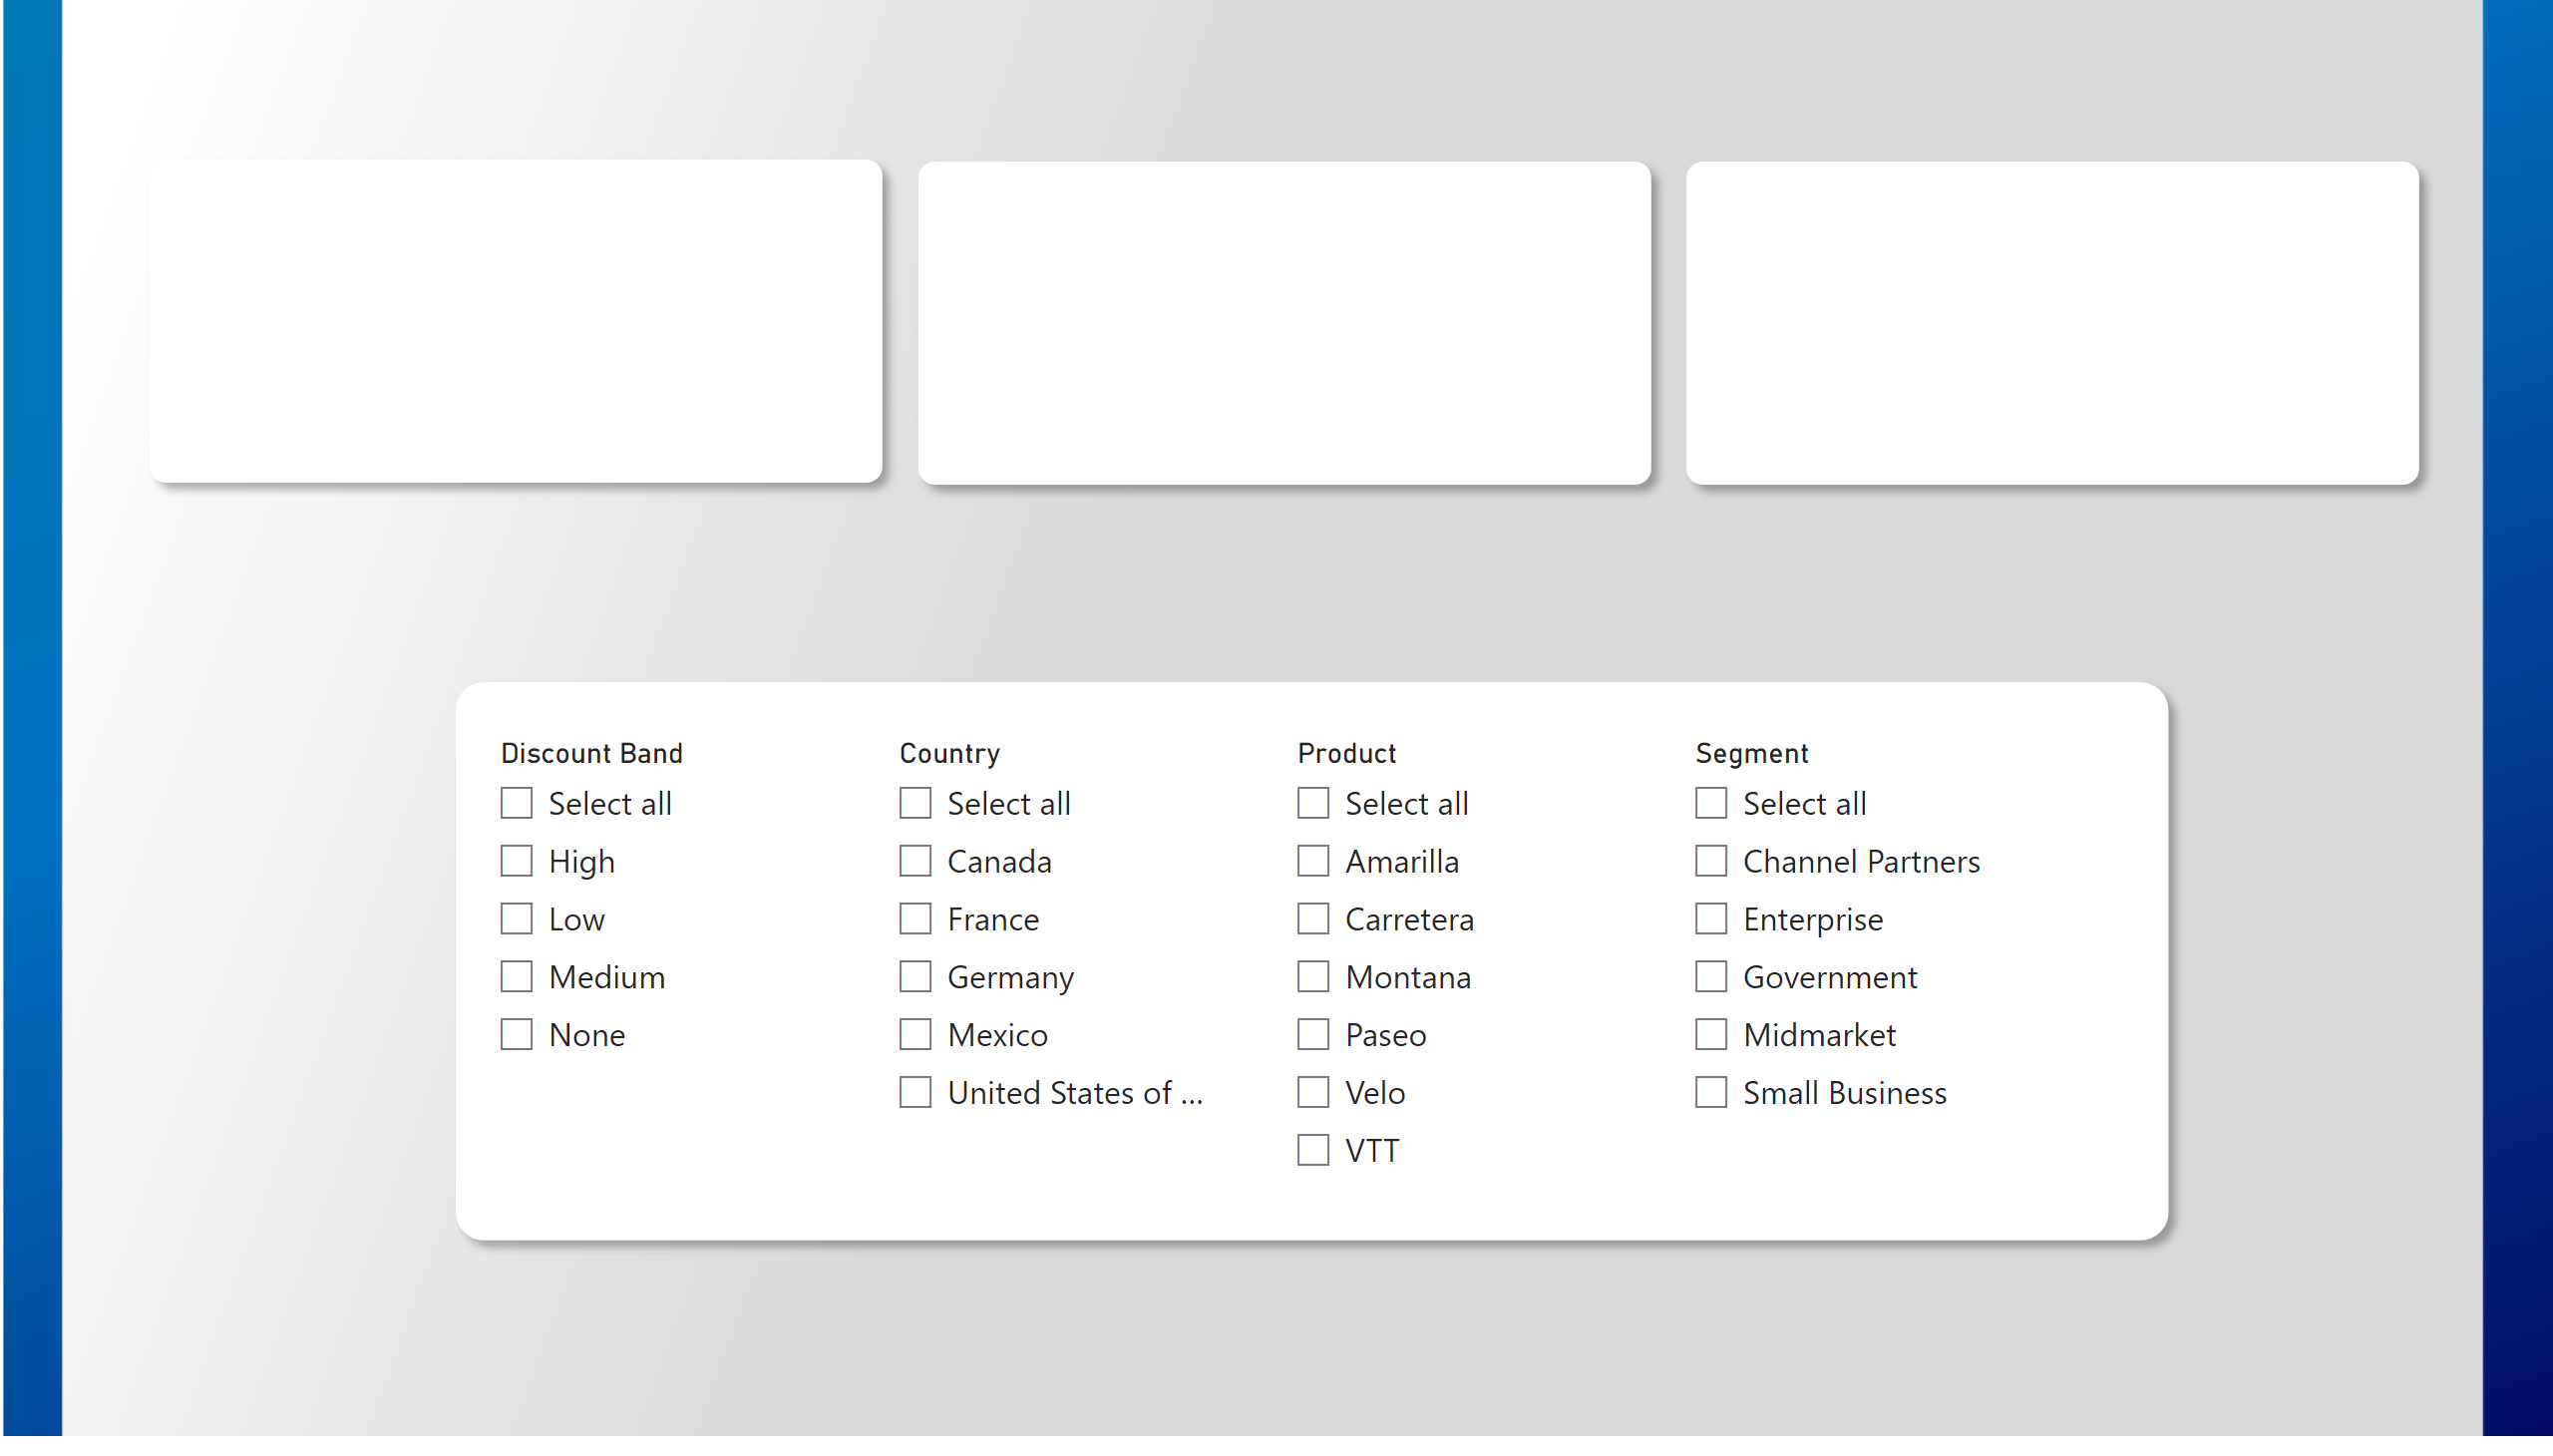 Discount Band
Select all
High
Low
Medium
None
Country
Select all
Canada
France
Germany
Mexico
United States of ...
Product
Select all
Amarilla
Carretera
Montana
Paseo
Velo
VTT
Segment
Select all
Channel Partners
Enterprise
Government
Midmarket
Small Business